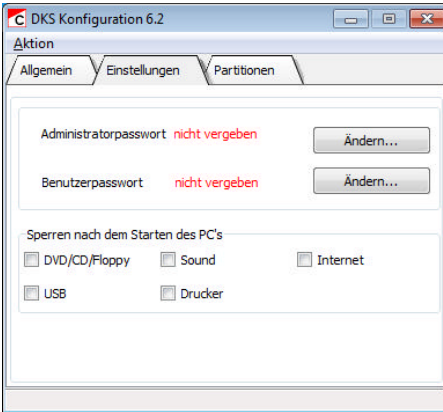 C DKS Konfiguration 6.2
Aktion
Allgemein Einstellungen Partitionen
Administratorpasswort nicht vergeben Ändern...
Benutzerpasswort nicht vergeben Ändern...
Sperren nach dem Starten des PC's
DVD/CD/Floppy Sound Internet
USB Drucker